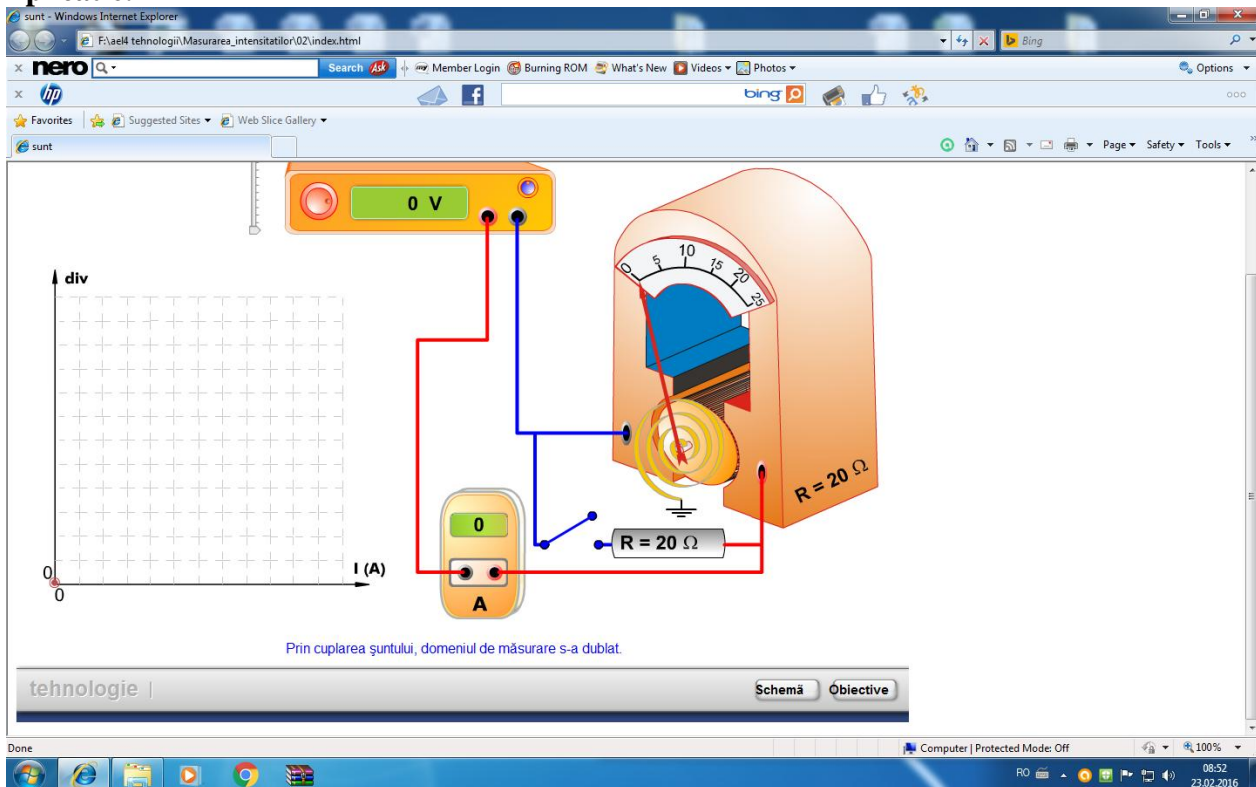 sunt - Windows Internet Explorer
F:\ael4 tehnologii\Masurarea_intensitatilor\02\index.html
Bing
nero
Search Ask
Member Login Burning ROM What's New Videos Photos
Options
hp
bing
Favorites Suggested Sites Web Slice Gallery
sunt
Page Safety Tools
0 V
0 5 10 15 20 25
div
R = 20 Ω
0
R = 20 Ω
I (A)
0
0
A
Prin cuplarea şuntului, domeniul de măsurare s-a dublat.
tehnologie |
Schemă Obiective
Done
Computer | Protected Mode: Off
100%
RO
08:52
23.02.2016